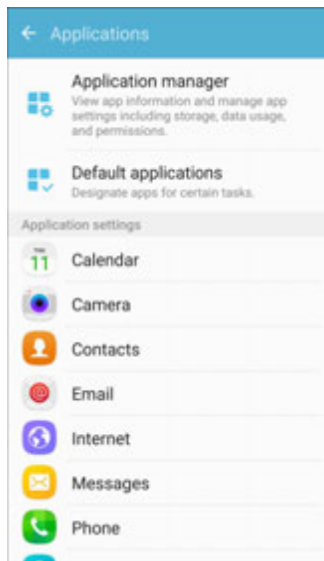 Applications
Application manager
View app information and manage app
settings including storage, data usage,
and permissions.
Default applications
Designate apps for certain tasks.
Application settings
11
Calendar
Camera
Contacts
Email
Internet
Messages
Phone